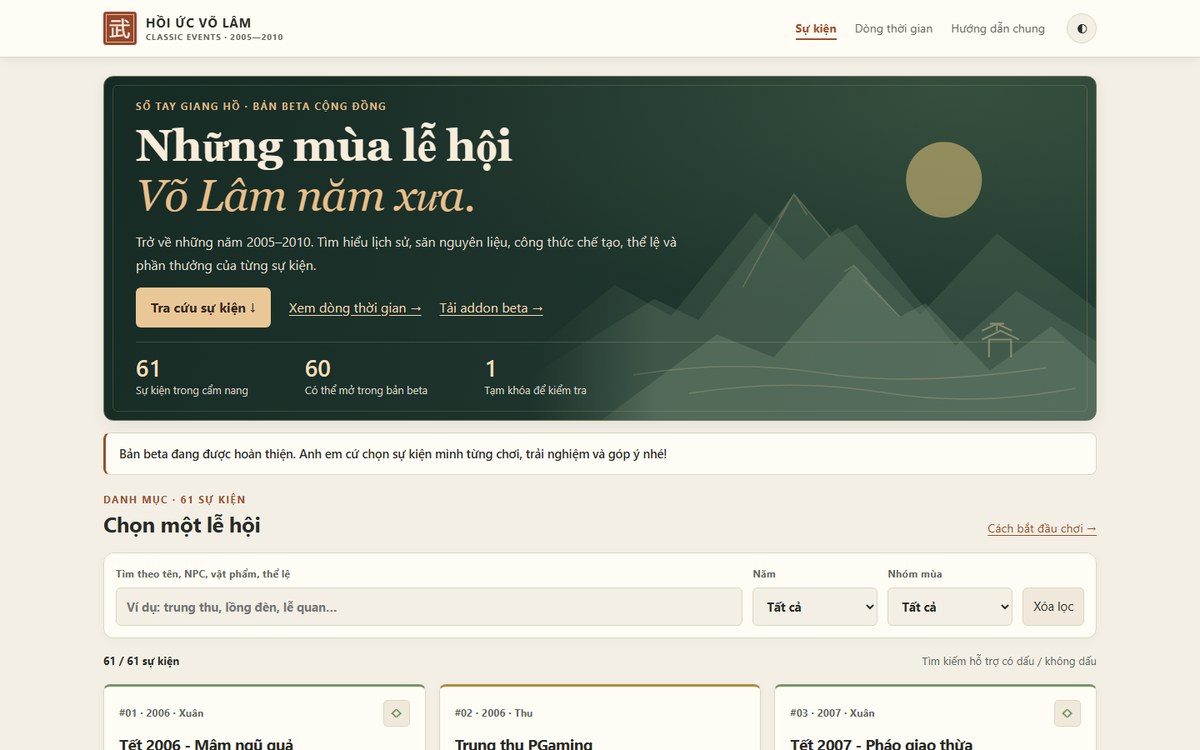 武
HỒI ỨC VÕ LÂM
CLASSIC EVENTS · 2005—2010
Sự kiện
Dòng thời gian
Hướng dẫn chung
SỔ TAY GIANG HỒ · BẢN BETA CỘNG ĐỒNG
Những mùa lễ hội
Võ Lâm năm xưa.
Trở về những năm 2005–2010. Tìm hiểu lịch sử, săn nguyên liệu, công thức chế tạo, thể lệ và
phần thưởng của từng sự kiện.
Tra cứu sự kiện ↓
Xem dòng thời gian →
Tải addon beta →
61
60
1
Sự kiện trong cẩm nang
Có thể mở trong bản beta
Tạm khóa để kiểm tra
Bản beta đang được hoàn thiện. Anh em cứ chọn sự kiện mình từng chơi, trải nghiệm và góp ý nhé!
DANH MỤC · 61 SỰ KIỆN
Chọn một lễ hội
Cách bắt đầu chơi →
Tìm theo tên, NPC, vật phẩm, thể lệ
Năm
Nhóm mùa
Ví dụ: trung thu, lồng đèn, lễ quan...
Tất cả
Tất cả
Xóa lọc
61 / 61 sự kiện
Tìm kiếm hỗ trợ có dấu / không dấu
#01 · 2006 · Xuân
#02 · 2006 · Thu
#03 · 2007 · Xuân
Tết 2006 - Mâm ngũ quả
Trung thu PGaming
Tết 2007 - Pháo giao thừa